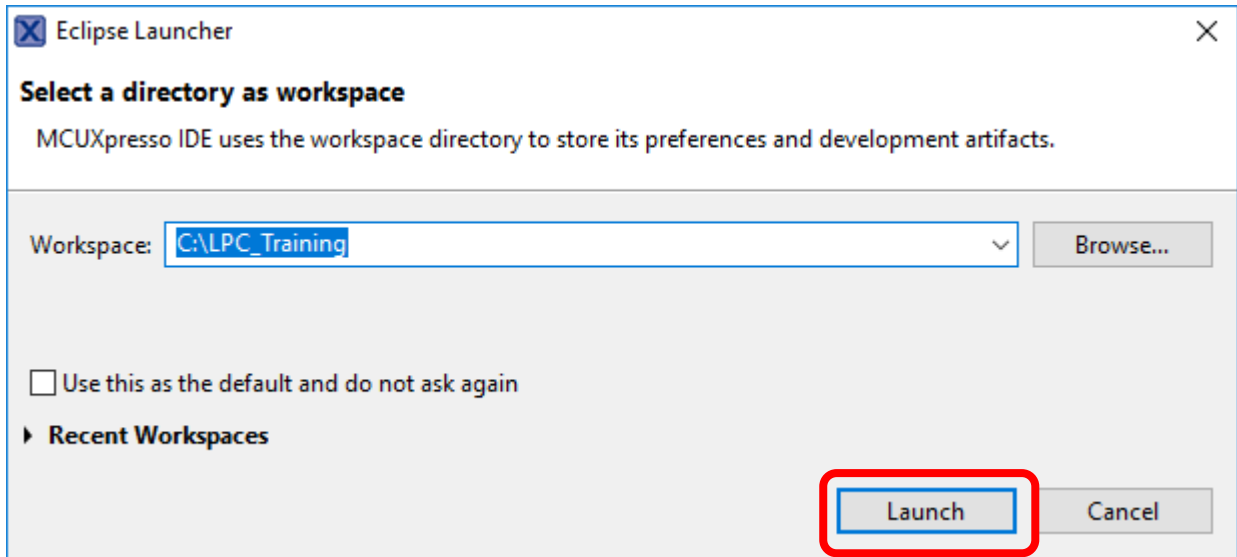 Eclipse Launcher
Select a directory as workspace
MCUXpresso IDE uses the workspace directory to store its preferences and development artifacts.
Workspace: C:\LPC_Training Browse...
Use this as the default and do not ask again
Recent Workspaces
Launch Cancel